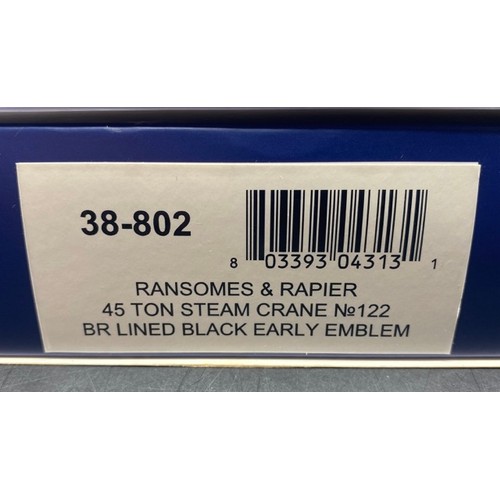 38-802
8 03393 04313 1
RANSOMES & RAPIER
45 TON STEAM CRANE №122
BR LINED BLACK EARLY EMBLEM